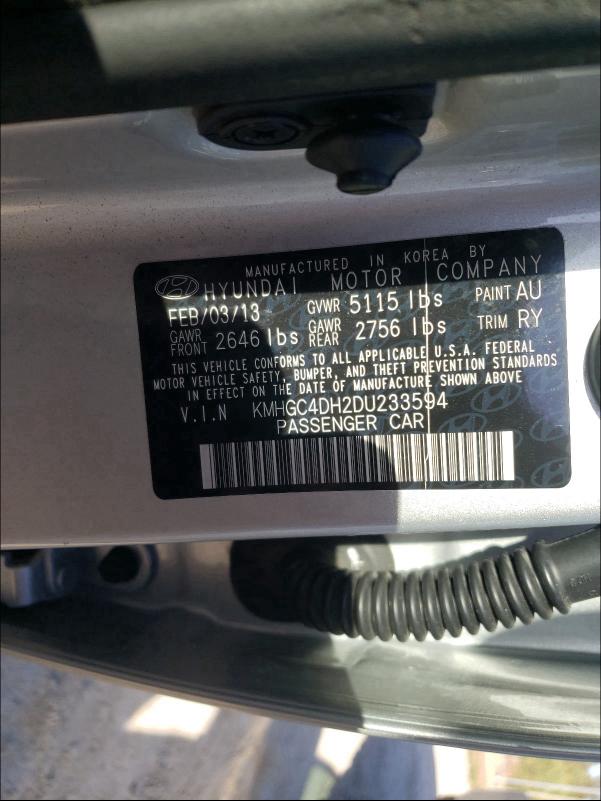 MANUFACTURED IN KOREA BY
HYUNDAI MOTOR COMPANY
FEB/03/13 GVWR 5115 lbs PAINT AU
GAWR FRONT 2646 lbs GAWR REAR 2756 lbs TRIM RY
THIS VEHICLE CONFORMS TO ALL APPLICABLE U.S.A. FEDERAL
MOTOR VEHICLE SAFETY, BUMPER, AND THEFT PREVENTION STANDARDS
IN EFFECT ON THE DATE OF MANUFACTURE SHOWN ABOVE
V.I.N KMHGC4DH2DU233594
PASSENGER CAR